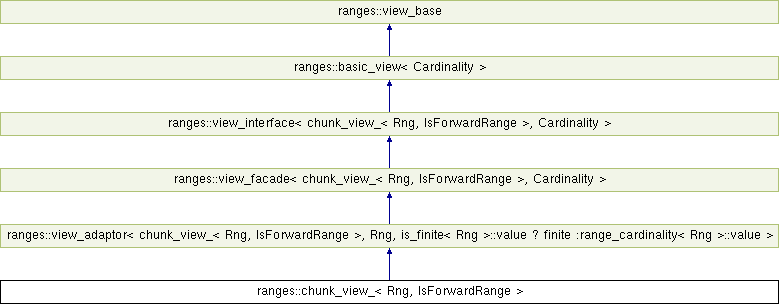 ranges::view_base
ranges::basic_view< Cardinality >
ranges::view_interface< chunk_view_< Rng, IsForwardRange >, Cardinality >
ranges::view_facade< chunk_view_< Rng, IsForwardRange >, Cardinality >
ranges::view_adaptor< chunk_view_< Rng, IsForwardRange >, Rng, is_finite< Rng >::value ? finite :range_cardinality< Rng >::value >
ranges::chunk_view_< Rng, IsForwardRange >